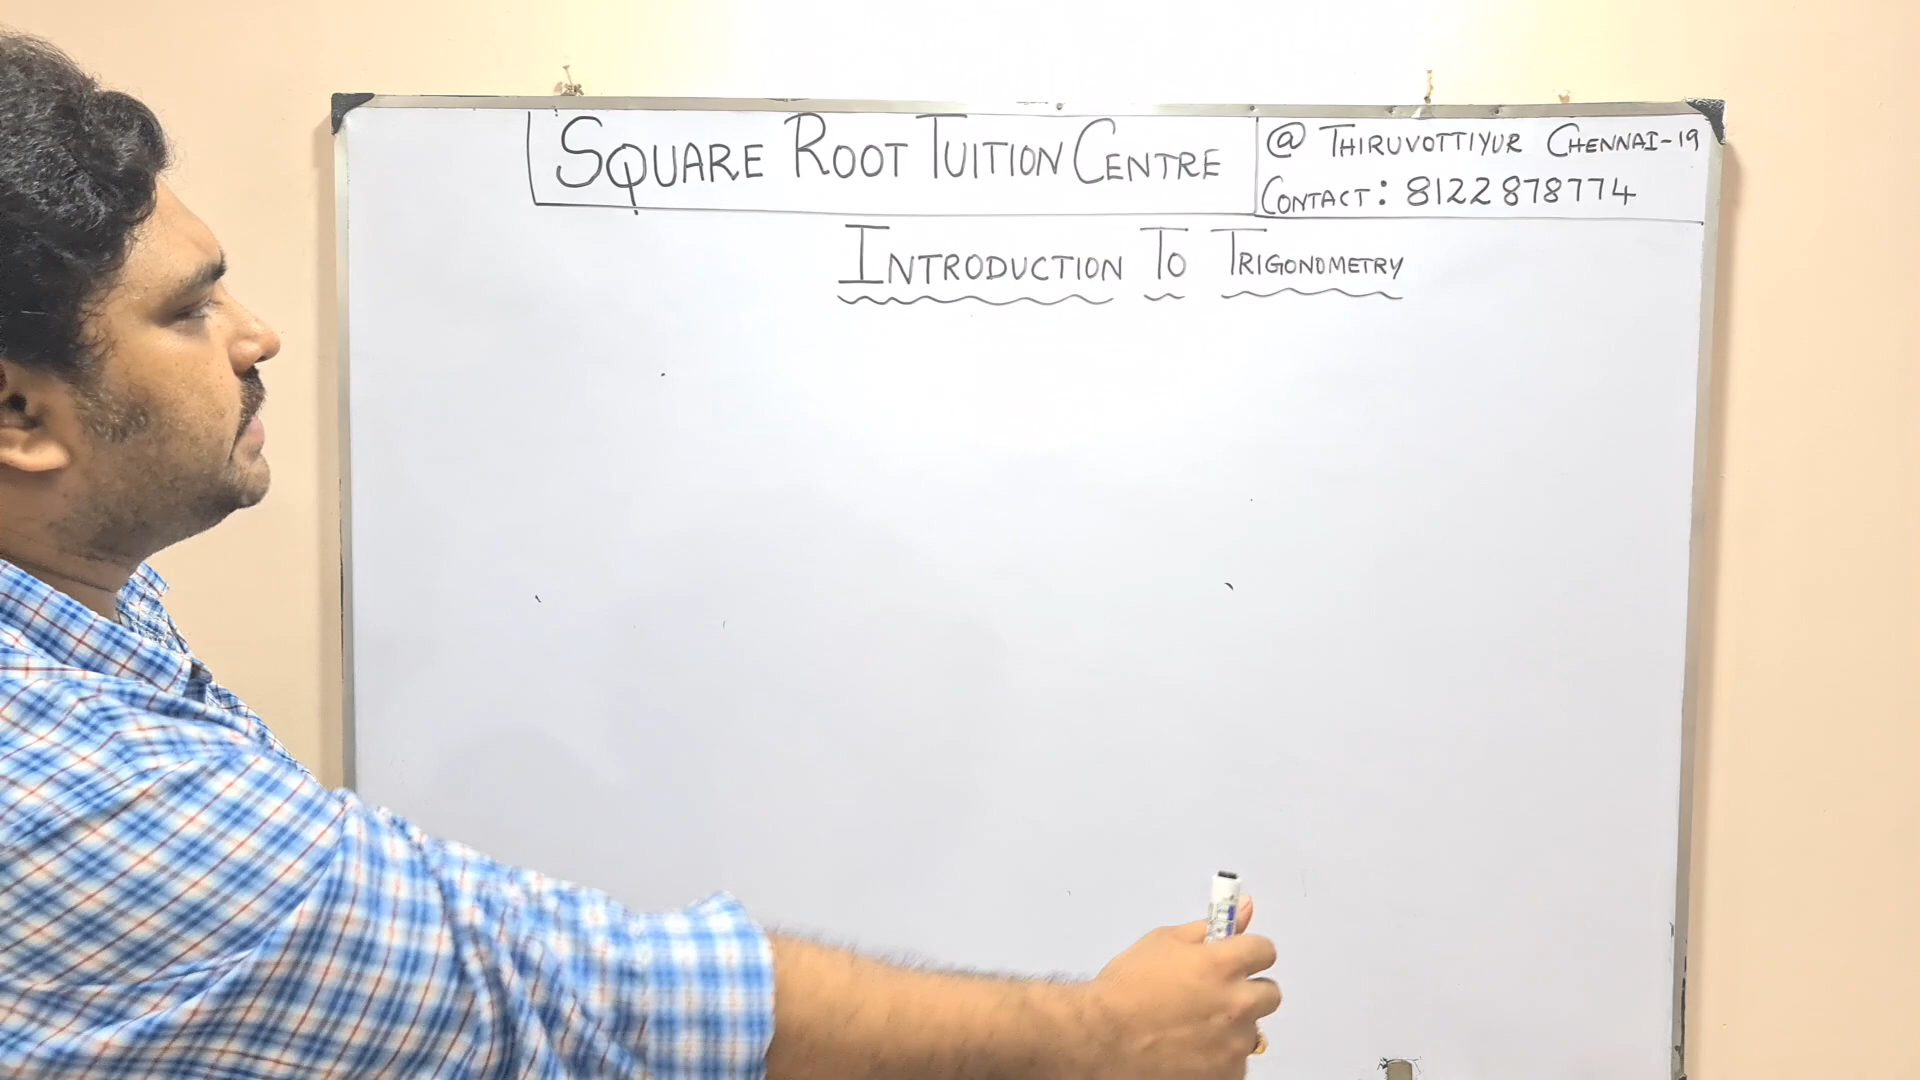 SQUARE ROOT TUITION CENTRE
@ THIRUVOTTIYUR CHENNAI-19
CONTACT: 8122878774
INTRODUCTION TO TRIGONOMETRY